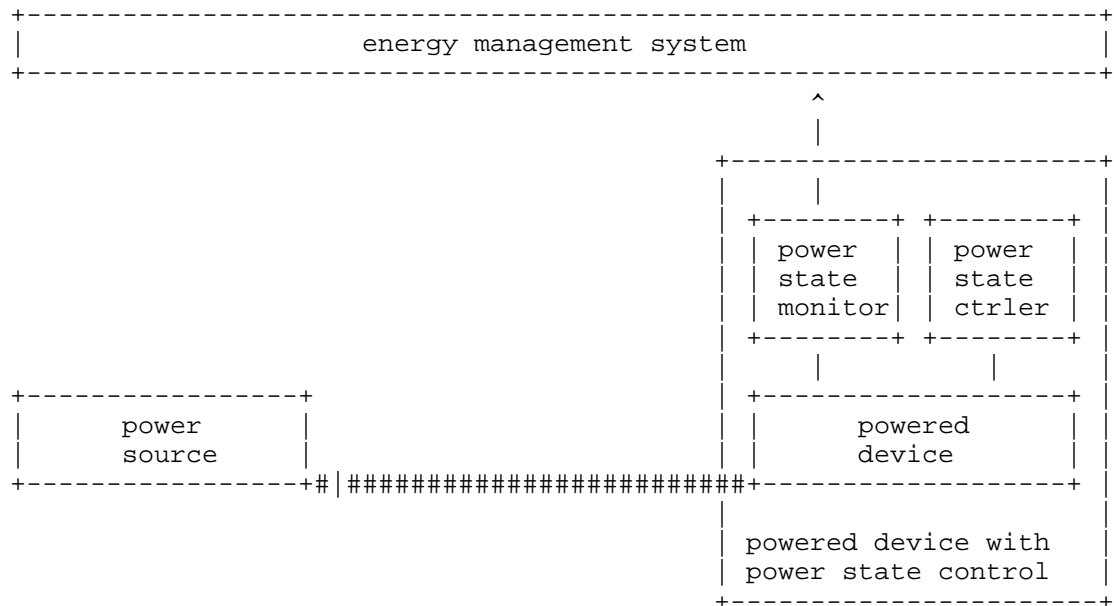 energy management system
power power
state state
monitor ctrler
power powered
source device
powered device with
power state control